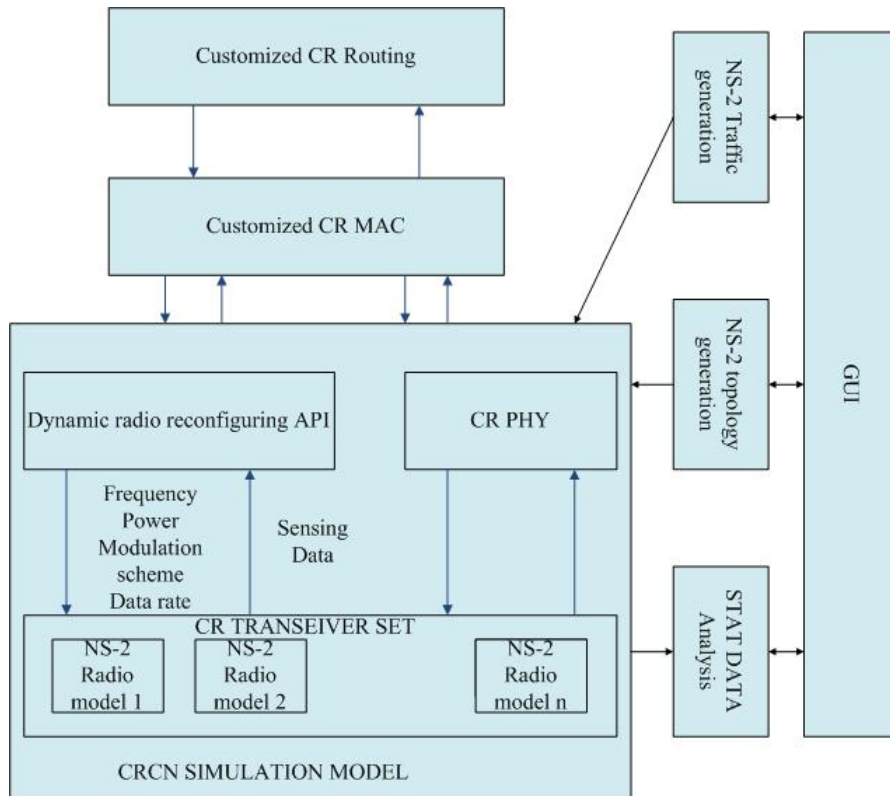 Customized CR Routing
Customized CR MAC
NS-2 Traffic
generation
NS-2 topology
generation
GUI
Dynamic radio reconfiguring API
CR PHY
Frequency
Power
Modulation
scheme
Data rate
Sensing
Data
CR TRANSEIVER SET
NS-2
Radio
model 1
NS-2
Radio
model 2
NS-2
Radio
model n
STAT DATA
Analysis
CRCN SIMULATION MODEL